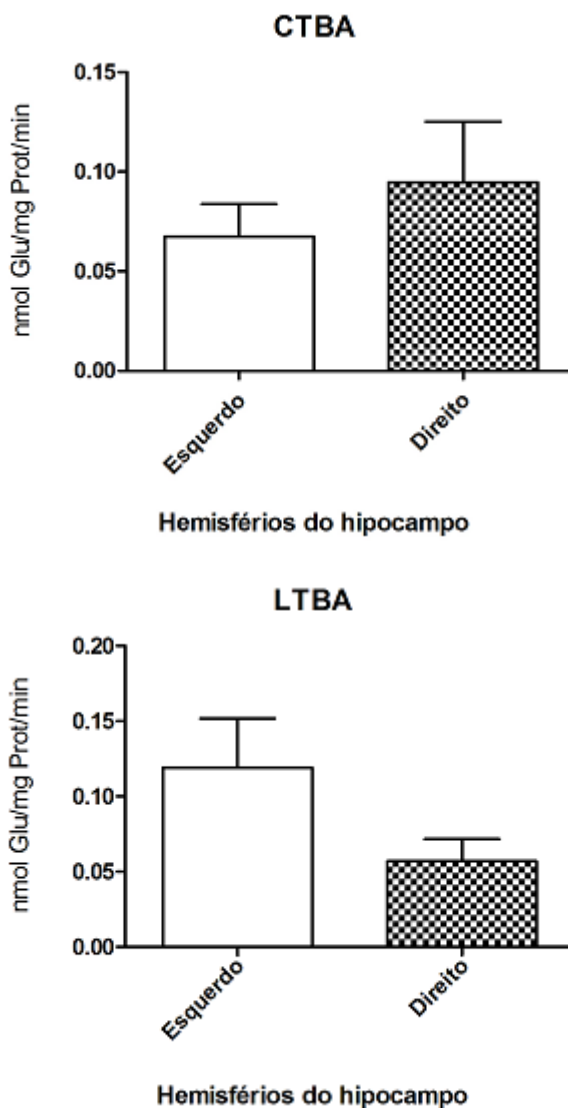 CTBA
nmol Glu/mg Prot/min
0.15
0.10
0.05
0.00
Esquerdo
Direito
Hemisférios do hipocampo
LTBA
nmol Glu/mg Prot/min
0.20
0.15
0.10
0.05
0.00
Esquerdo
Direito
Hemisférios do hipocampo